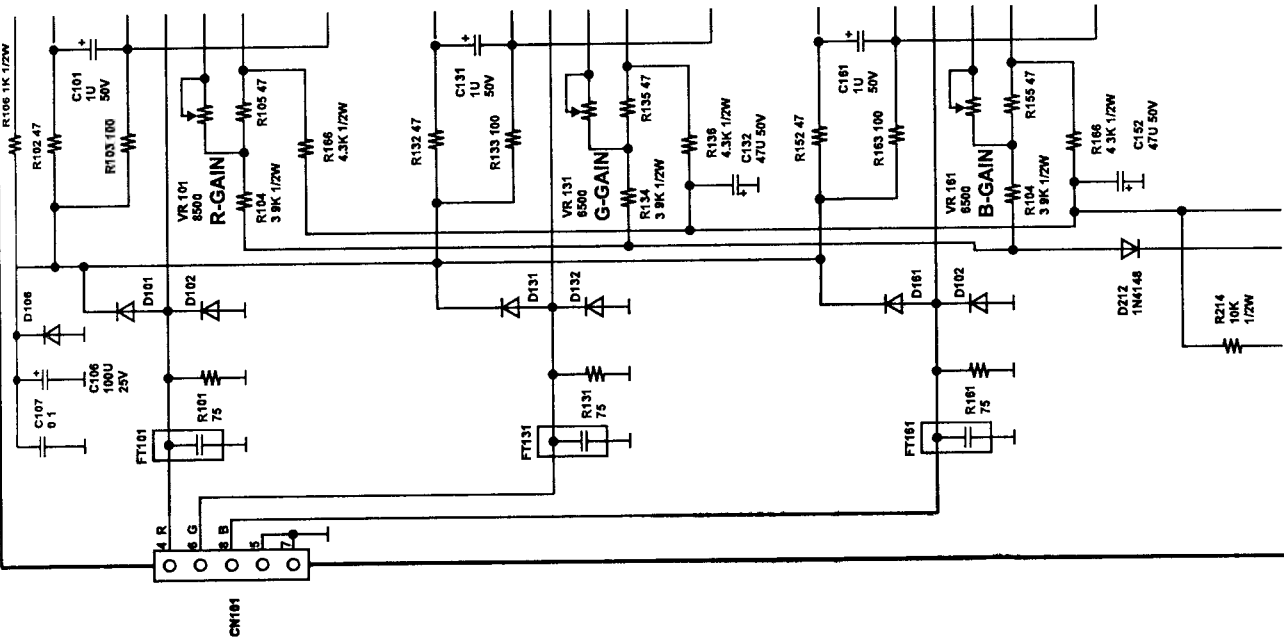 R106 1K 1/2W
R102 47
C101
1U
50V
R103 100
VR 101
8500
R-GAIN
R105 47
R104
3 9K 1/2W
R166
4.3K 1/2W
C131
1U
50V
R132 47
R133 100
VR 131
6500
G-GAIN
R135 47
R134
3 9K 1/2W
R136
4.3K 1/2W
C132
47U 50V
C161
1U
50V
R152 47
R163 100
VR 161
6500
B-GAIN
R155 47
R104
3 9K 1/2W
R166
4.3K 1/2W
C152
47U 50V
D106
D101
D102
D131
D132
D161
D102
D212
1N4148
R214
10K
1/2W
C107
0 1
C106
100U
25V
R101
75
R131
75
R161
75
FT101
FT131
FT161
4 R
6 G
8 B
5
7
CN101